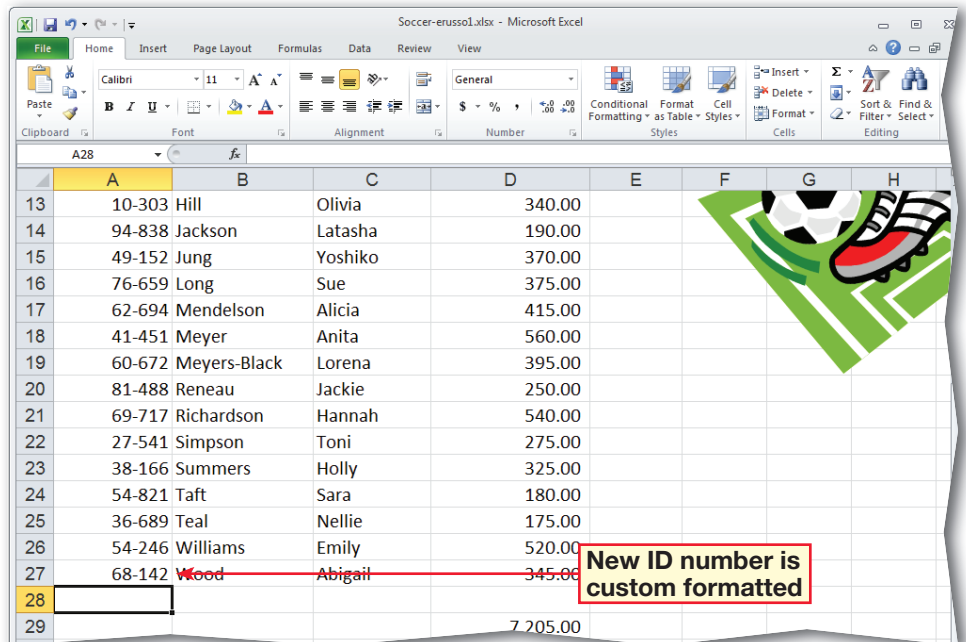 Soccer-erusso1.xlsx - Microsoft Excel
File Home Insert Page Layout Formulas Data Review View
Calibri 11 A A General Insert Σ
Paste B I U A $ % , .0 .00 .00 .0 Conditional Formatting Format as Table Cell Styles Delete Format Sort & Filter Find & Select
Clipboard Font Alignment Number Styles Cells Editing
A28 fx
A B C D E F G H
13 10-303 Hill Olivia 340.00
14 94-838 Jackson Latasha 190.00
15 49-152 Jung Yoshiko 370.00
16 76-659 Long Sue 375.00
17 62-694 Mendelson Alicia 415.00
18 41-451 Meyer Anita 560.00
19 60-672 Meyers-Black Lorena 395.00
20 81-488 Reneau Jackie 250.00
21 69-717 Richardson Hannah 540.00
22 27-541 Simpson Toni 275.00
23 38-166 Summers Holly 325.00
24 54-821 Taft Sara 180.00
25 36-689 Teal Nellie 175.00
26 54-246 Williams Emily 520.00
27 68-142 Wood Abigail 345.00
New ID number is
custom formatted
28
29 7,205.00